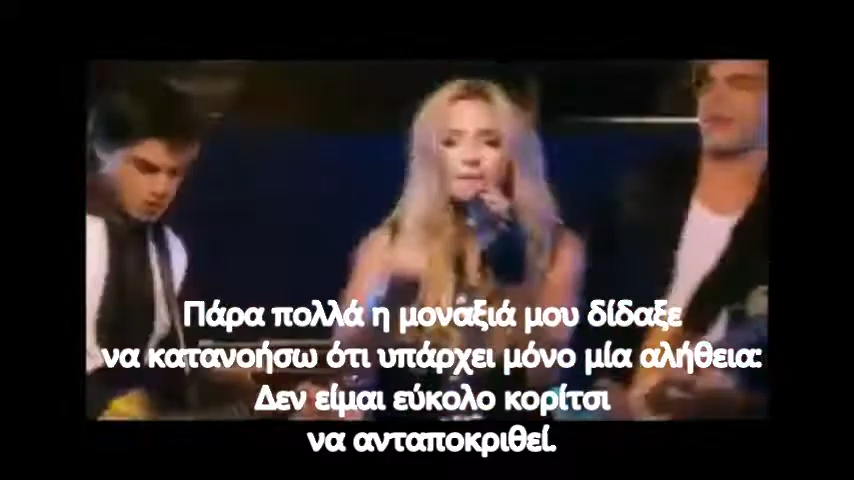 Πάρα πολλά η μοναξιά μου δίδαξε
να κατανοήσω ότι υπάρχει μόνο μία αλήθεια:
Δεν είμαι εύκολο κορίτσι
να ανταποκριθεί.